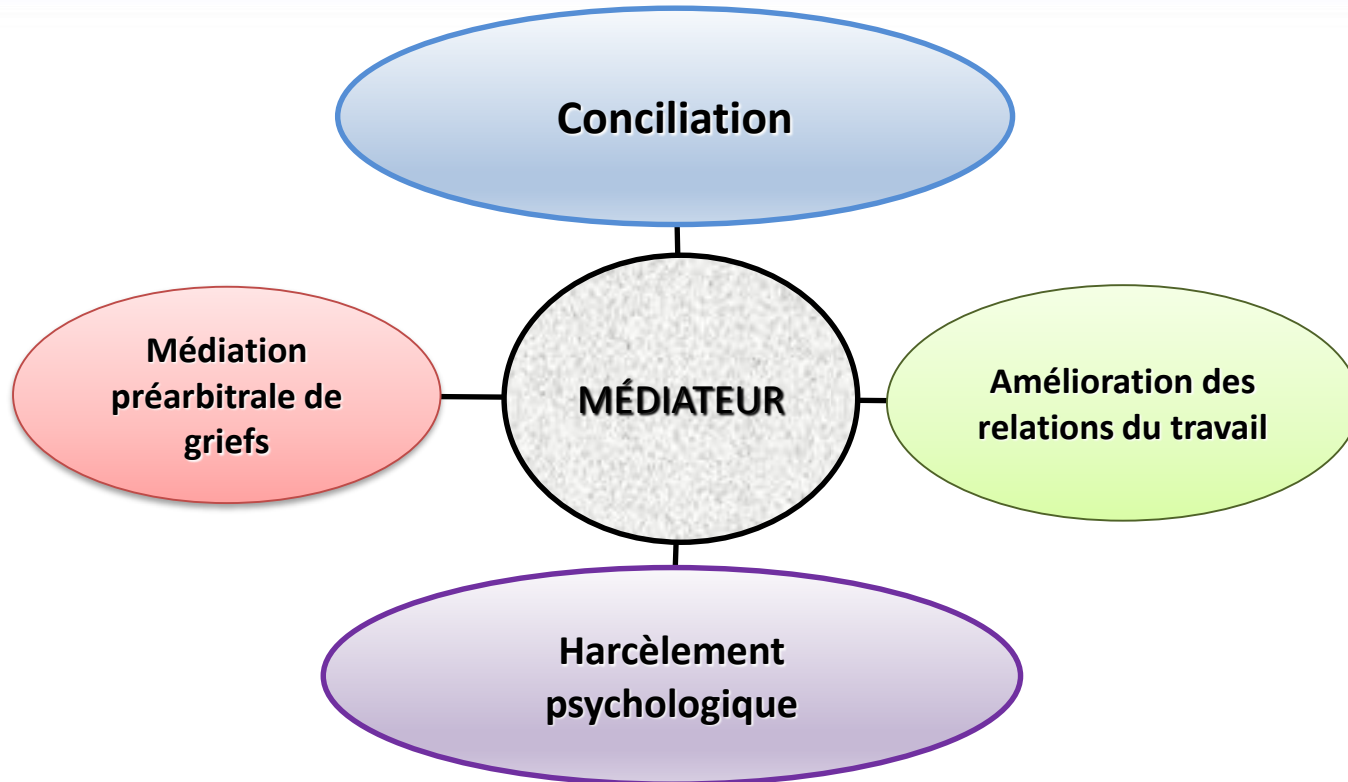 Conciliation
Médiation
préarbitrale de
griefs
MÉDIATEUR
Amélioration des
relations du travail
Harcèlement
psychologique